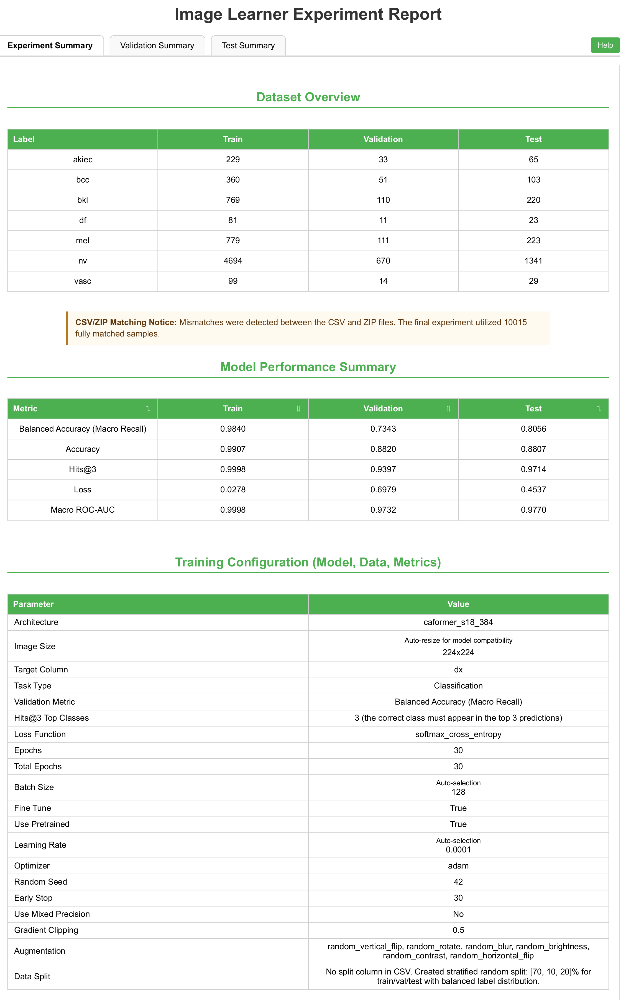 Image Learner Experiment Report
Experiment Summary Validation Summary Test Summary Help
Dataset Overview
Label Train Validation Test
akiec 229 33 65
bcc 360 51 103
bkl 769 110 220
df 81 11 23
mel 779 111 223
nv 4694 670 1341
vasc 99 14 29
CSV/ZIP Matching Notice: Mismatches were detected between the CSV and ZIP files. The final experiment utilized 10015
fully matched samples.
Model Performance Summary
Metric ⇅ Train ⇅ Validation ⇅ Test ⇅
Balanced Accuracy (Macro Recall) 0.9840 0.7343 0.8056
Accuracy 0.9907 0.8820 0.8807
Hits@3 0.9998 0.9397 0.9714
Loss 0.0278 0.6979 0.4537
Macro ROC-AUC 0.9998 0.9732 0.9770
Training Configuration (Model, Data, Metrics)
Parameter Value
Architecture caformer_s18_384
Image Size Auto-resize for model compatibility
224x224
Target Column dx
Task Type Classification
Validation Metric Balanced Accuracy (Macro Recall)
Hits@3 Top Classes 3 (the correct class must appear in the top 3 predictions)
Loss Function softmax_cross_entropy
Epochs 30
Total Epochs 30
Batch Size Auto-selection
128
Fine Tune True
Use Pretrained True
Learning Rate Auto-selection
0.0001
Optimizer adam
Random Seed 42
Early Stop 30
Use Mixed Precision No
Gradient Clipping 0.5
Augmentation random_vertical_flip, random_rotate, random_blur, random_brightness,
random_contrast, random_horizontal_flip
Data Split No split column in CSV. Created stratified random split: [70, 10, 20]% for
train/val/test with balanced label distribution.